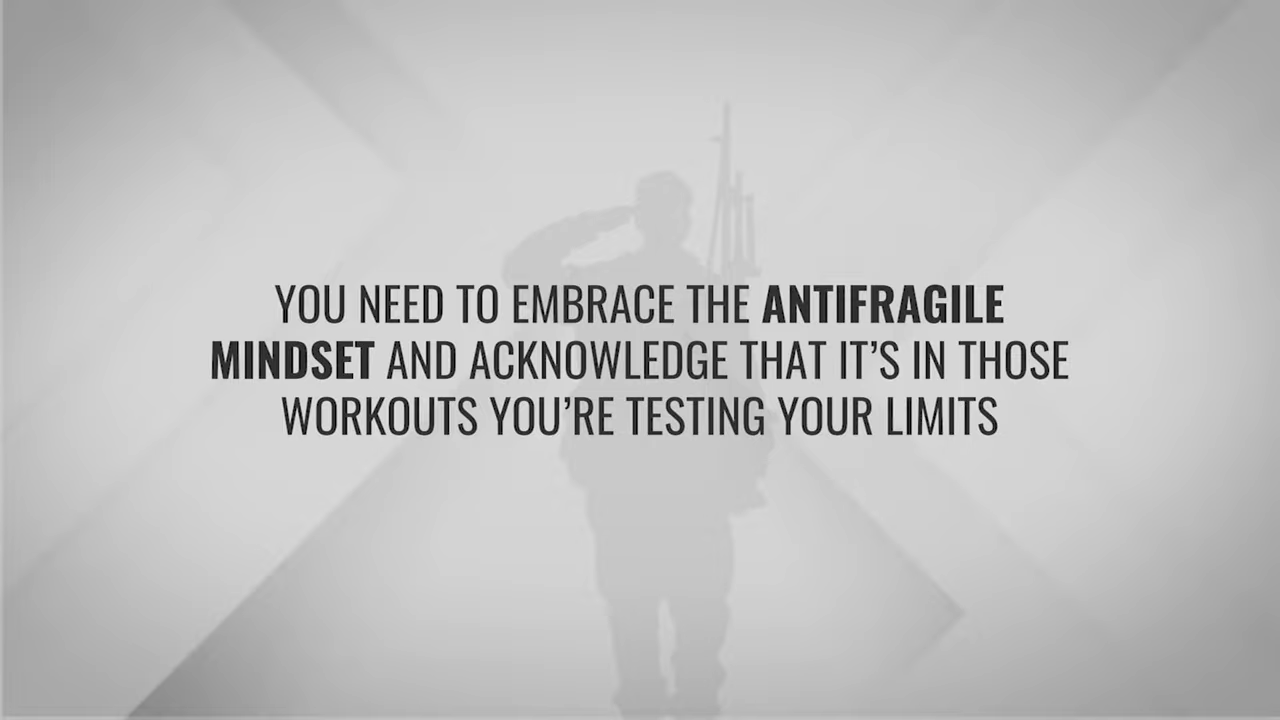 YOU NEED TO EMBRACE THE ANTIFRAGILE
MINDSET AND ACKNOWLEDGE THAT IT’S IN THOSE
WORKOUTS YOU’RE TESTING YOUR LIMITS